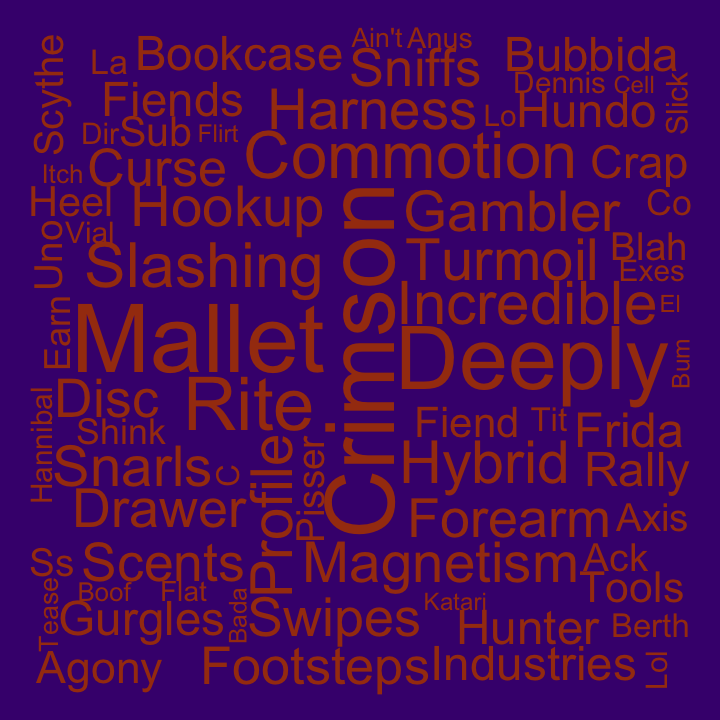 Scythe
La
Bookcase
Ain't
Anus
Sniffs
Bubbida
Dennis
Cell
Slick
Fiends
Harness
Lo
Hundo
Dir
Sub
Flirt
Commotion
Crap
Itch
Curse
Heel
Hookup
Crimson
Gambler
Co
Uno
Vial
Slashing
Turmoil
Blah
Exes
Earn
Mallet
Incredible
El
Deeply
Bum
Hannibal
Disc
Rite
Shink
Fiend
Tit
Frida
Snarls
C
Profile
Pisser
Hybrid
Rally
Drawer
Forearm
Axis
Ss
Scents
Magnetism
Ack
Tools
Tease
Boof
Flat
Bada
Gurgles
Swipes
Katari
Hunter
Berth
Agony
Footsteps
Industries
Lol